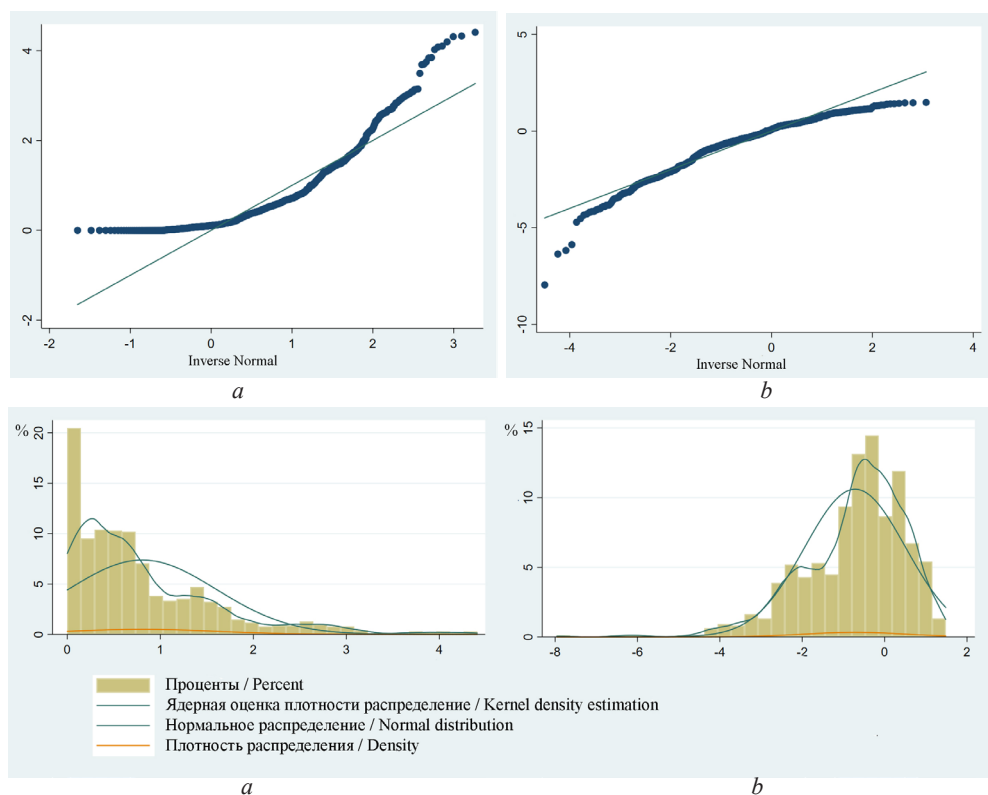 4
2
0
-2
-2 -1 0 1 2 3
Inverse Normal
a
5
0
-5
-10
-4 -2 0 2 4
Inverse Normal
b
%
20
15
10
5
0
0 1 2 3 4
%
15
10
5
0
-8 -6 -4 -2 0 2
Проценты / Percent
Ядерная оценка плотности распределение / Kernel density estimation
Нормальное распределение / Normal distribution
Плотность распределения / Density
a
b